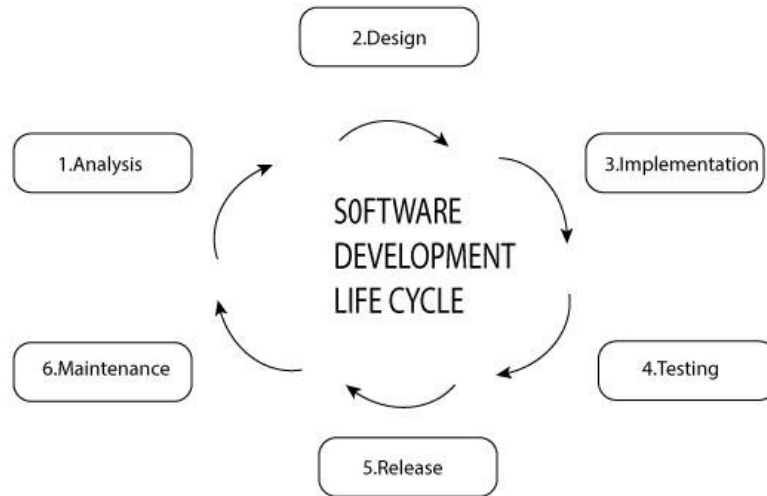 2.Design
1.Analysis
3.Implementation
S0FTWARE
DEVELOPMENT
LIFE CYCLE
6.Maintenance
4.Testing
5.Release